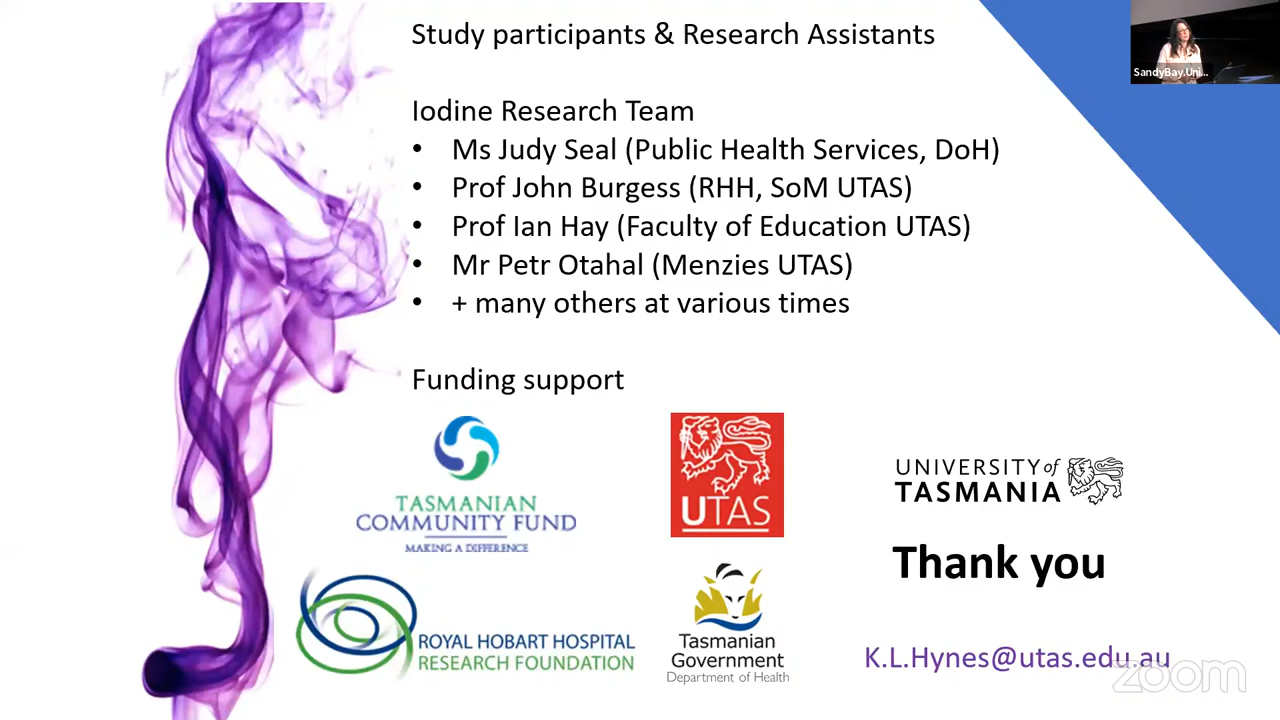 Study participants & Research Assistants
SandyBay.Uni...
Iodine Research Team
• Ms Judy Seal (Public Health Services, DoH)
• Prof John Burgess (RHH, SoM UTAS)
• Prof Ian Hay (Faculty of Education UTAS)
• Mr Petr Otahal (Menzies UTAS)
• + many others at various times
Funding support
TASMANIAN
COMMUNITY FUND
MAKING A DIFFERENCE
UTAS
UNIVERSITY of
TASMANIA
Thank you
ROYAL HOBART HOSPITAL
RESEARCH FOUNDATION
Tasmanian
Government
Department of Health
K.L.Hynes@utas.edu.au
zoom